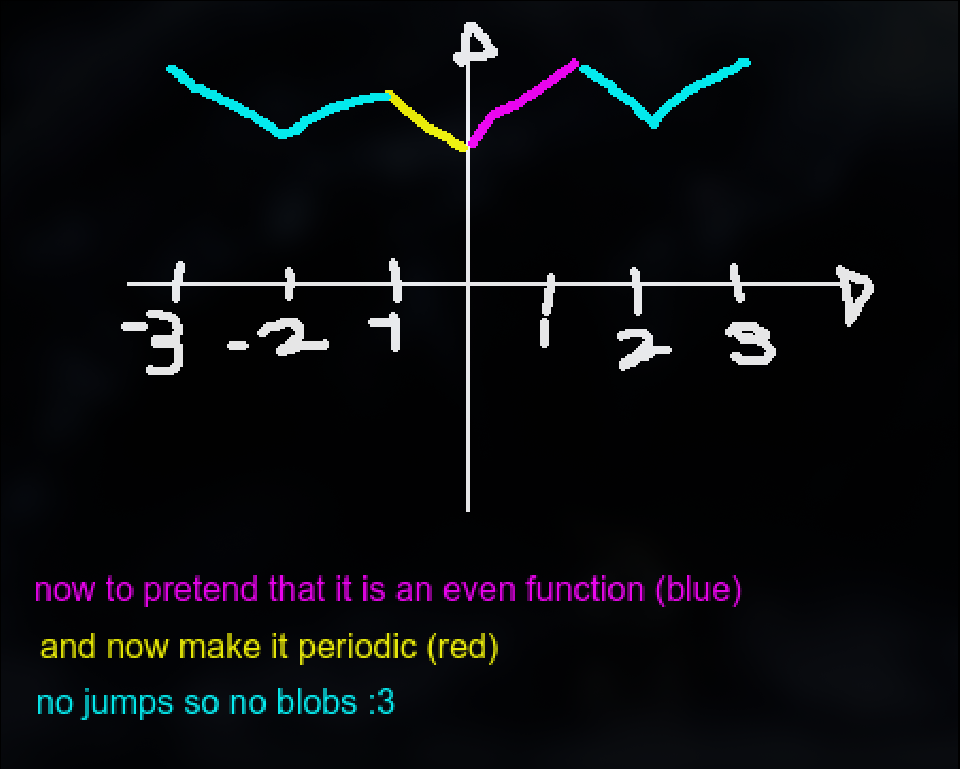 -3 -2 -1 1 2 3
now to pretend that it is an even function (blue)
and now make it periodic (red)
no jumps so no blobs :3